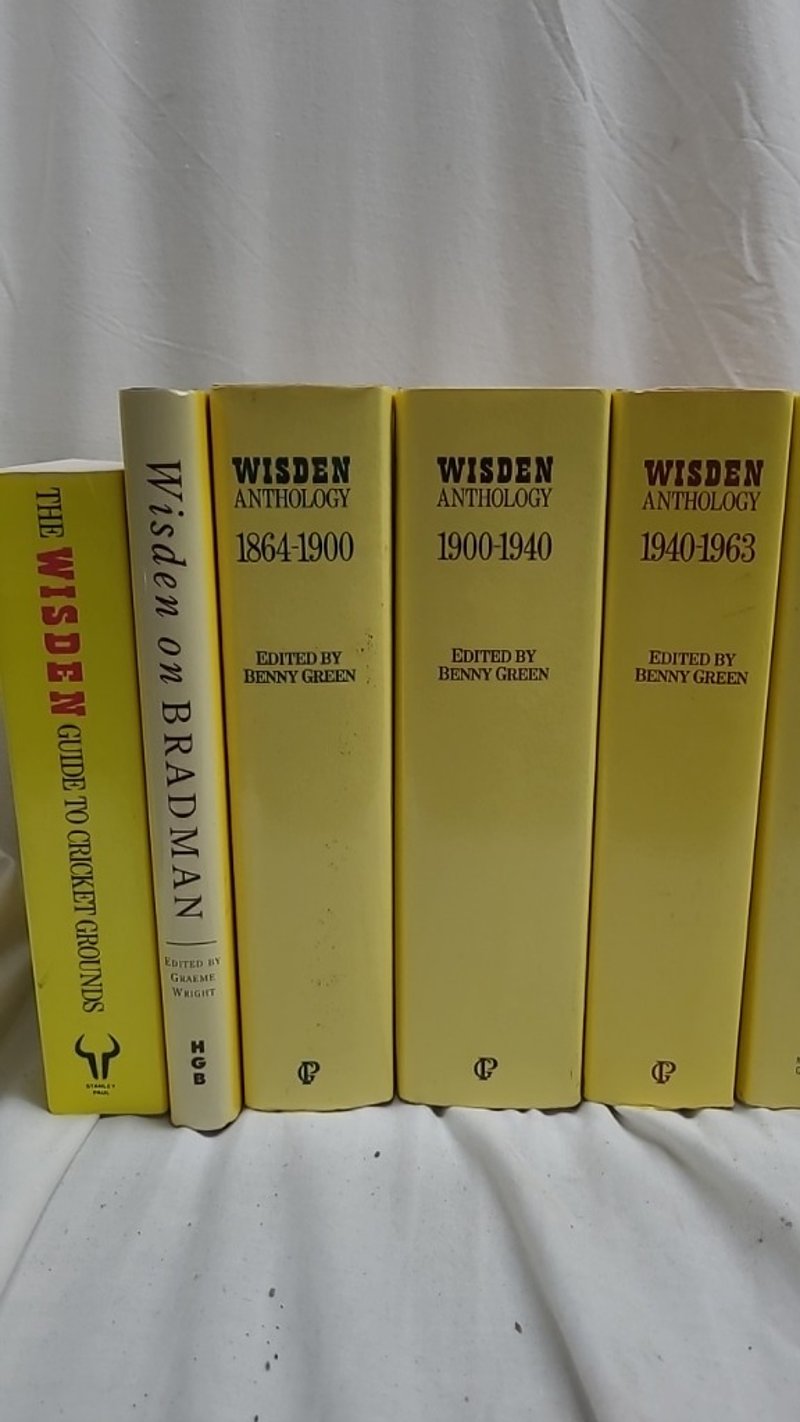 THE WISDEN GUIDE TO CRICKET GROUNDS
STANLEY
PAUL
Wisden on BRADMAN
EDITED BY
GRAEME
WRIGHT
HGB
WISDEN
ANTHOLOGY
1864-1900
EDITED BY
BENNY GREEN
WISDEN
ANTHOLOGY
1900-1940
EDITED BY
BENNY GREEN
WISDEN
ANTHOLOGY
1940-1963
EDITED BY
BENNY GREEN